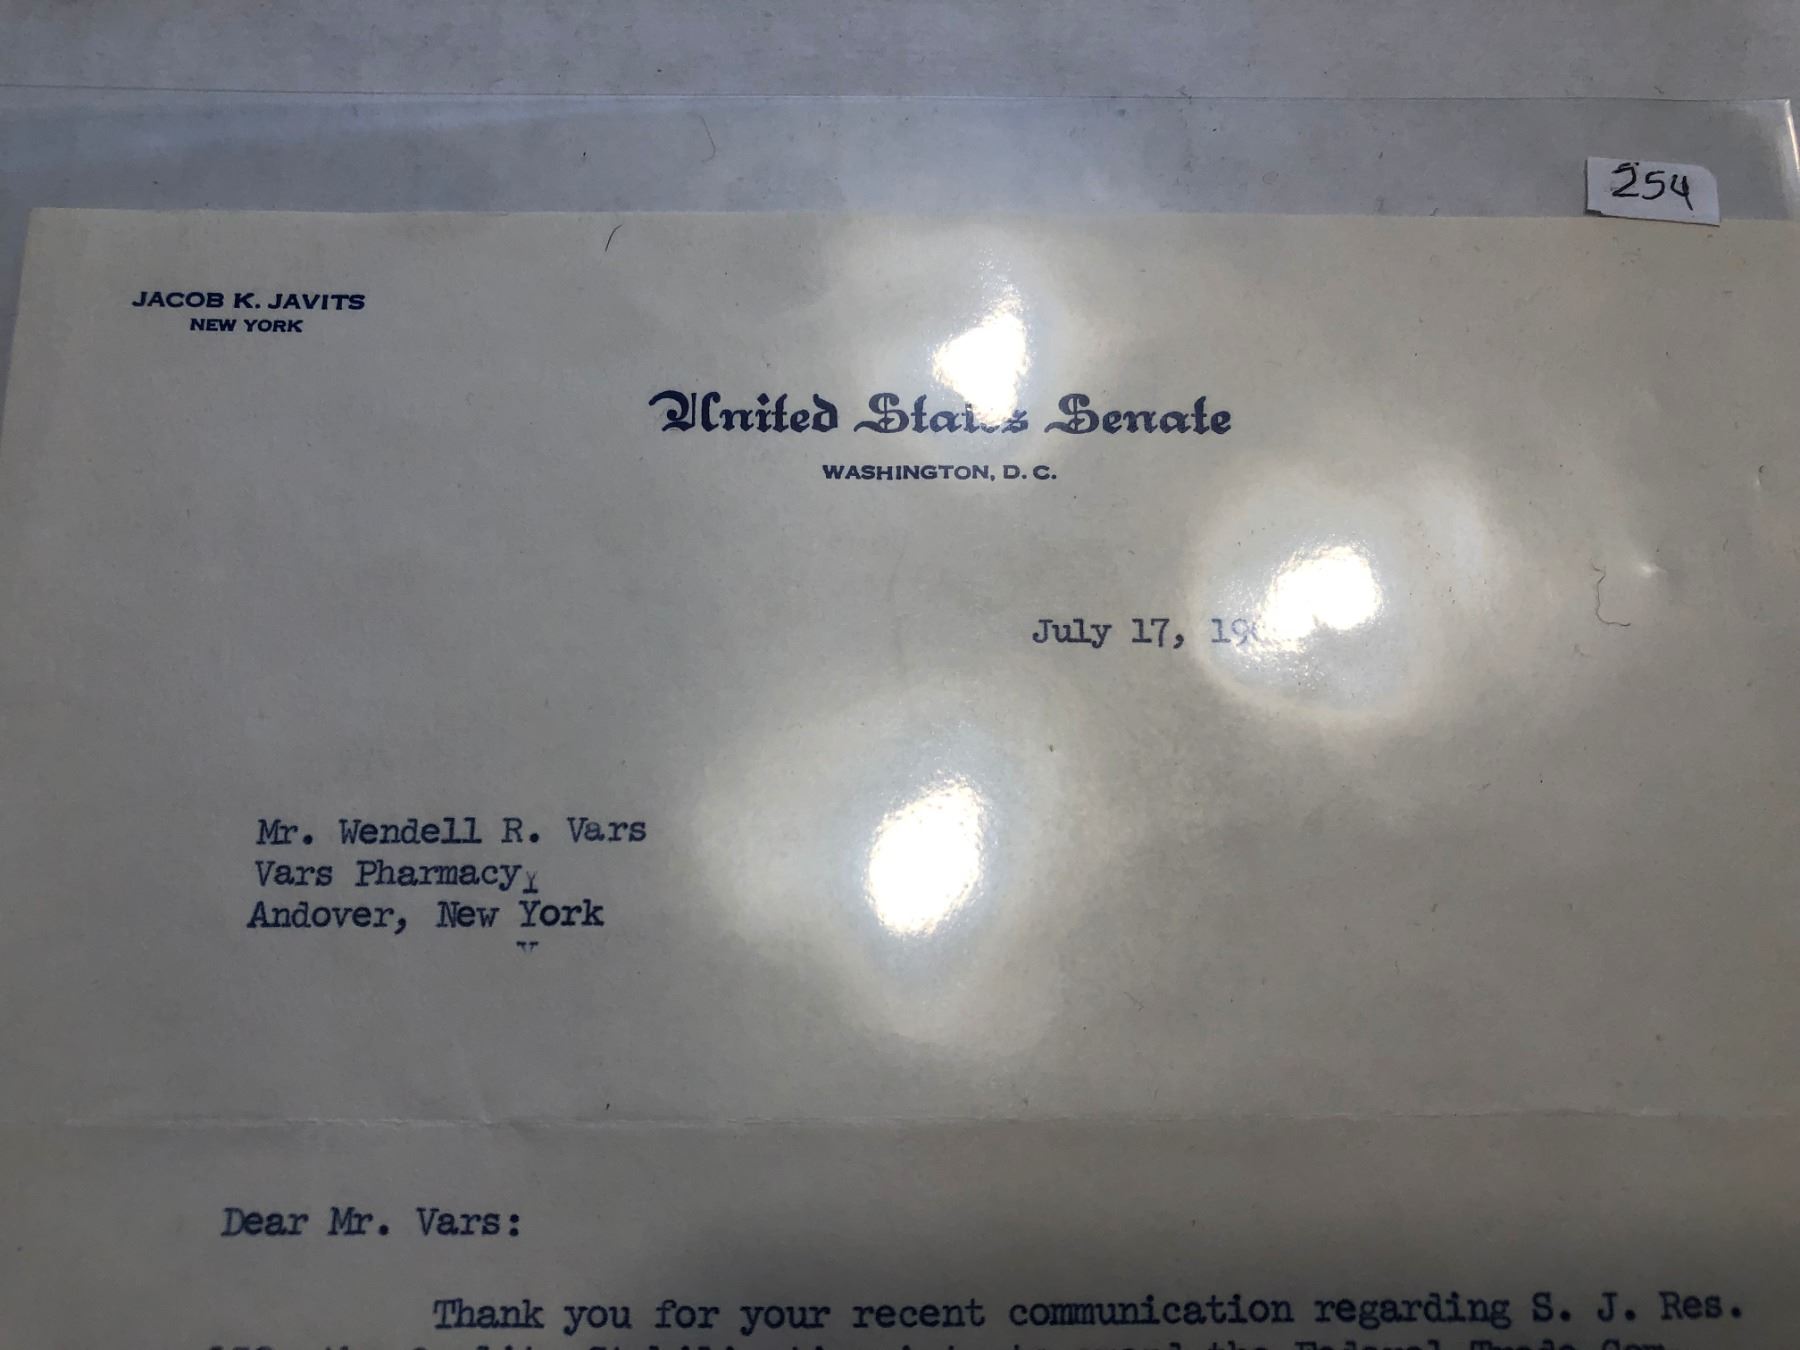 254
JACOB K. JAVITS
NEW YORK
United States Senate
WASHINGTON, D. C.
July 17,
Mr. Wendell R. Vars
Vars Pharmacy
Andover, New York
Dear Mr. Vars:
Thank you for your recent communication regarding S. J. Res.